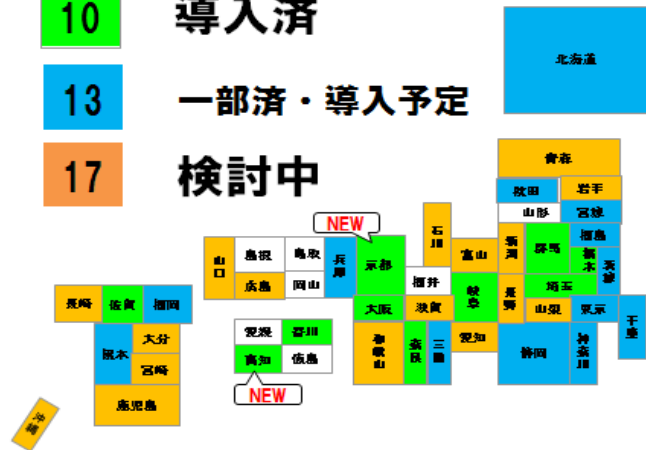 10 導入済
13 一部済・導入予定
17 検討中
北海道
青森
秋田 岩手
山形 宮城
NEW
石川
山口 島根 鳥取 兵庫 京都 富山 新潟 群馬 福島
栃木 茨城
広島 岡山 福井 岐阜 長野 埼玉
長崎 佐賀 福岡 大阪 滋賀 山梨 東京 千葉
愛媛 香川 和歌山 奈良 三重 愛知 静岡 神奈川
熊本 大分
高知 徳島
宮崎
NEW
鹿児島
沖縄